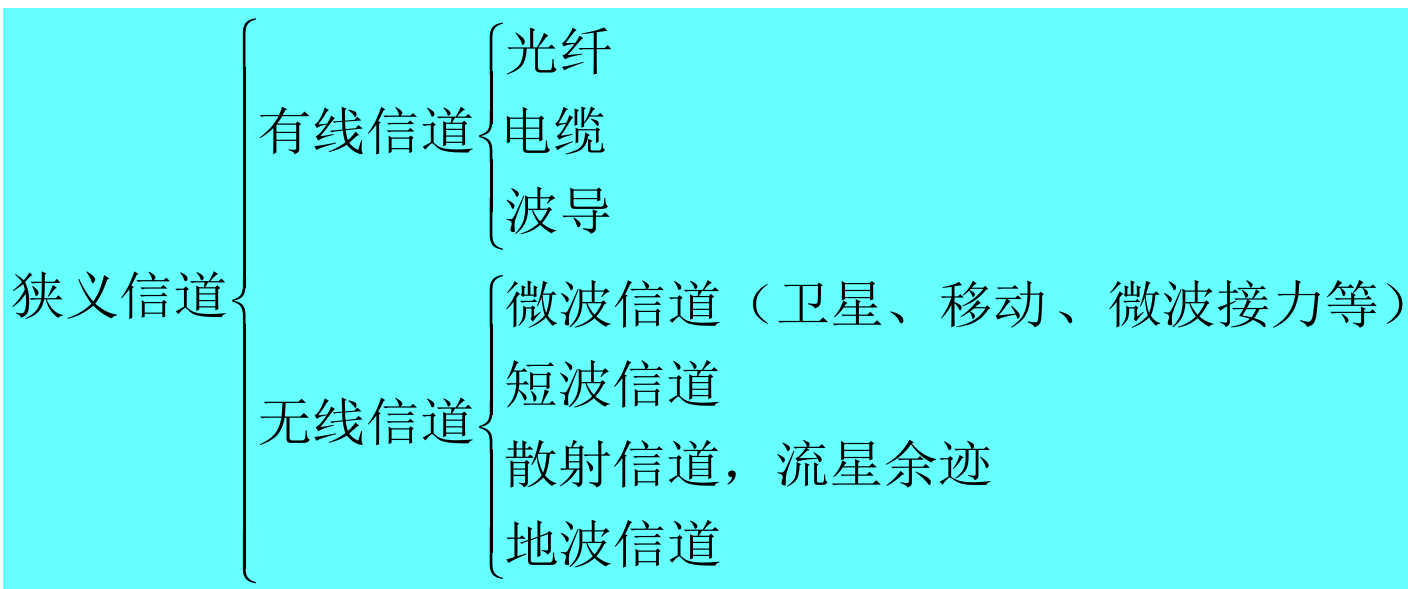 狭义信道
有线信道
光纤
电缆
波导
无线信道
微波信道（卫星、移动、微波接力等）
短波信道
散射信道，流星余迹
地波信道